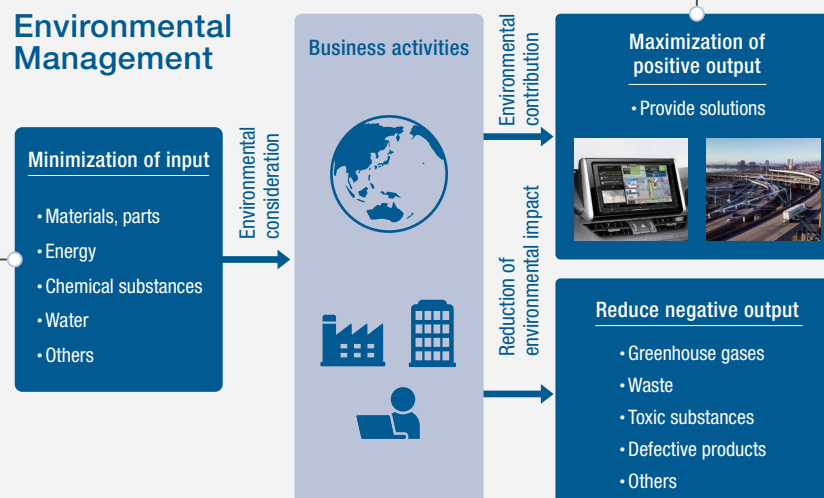 Environmental
Management
Minimization of input
• Materials, parts
• Energy
• Chemical substances
• Water
• Others
Environmental
consideration
Business activities
Environmental
contribution
Reduction of
environmental impact
Maximization of
positive output
• Provide solutions
Reduce negative output
• Greenhouse gases
• Waste
• Toxic substances
• Defective products
• Others